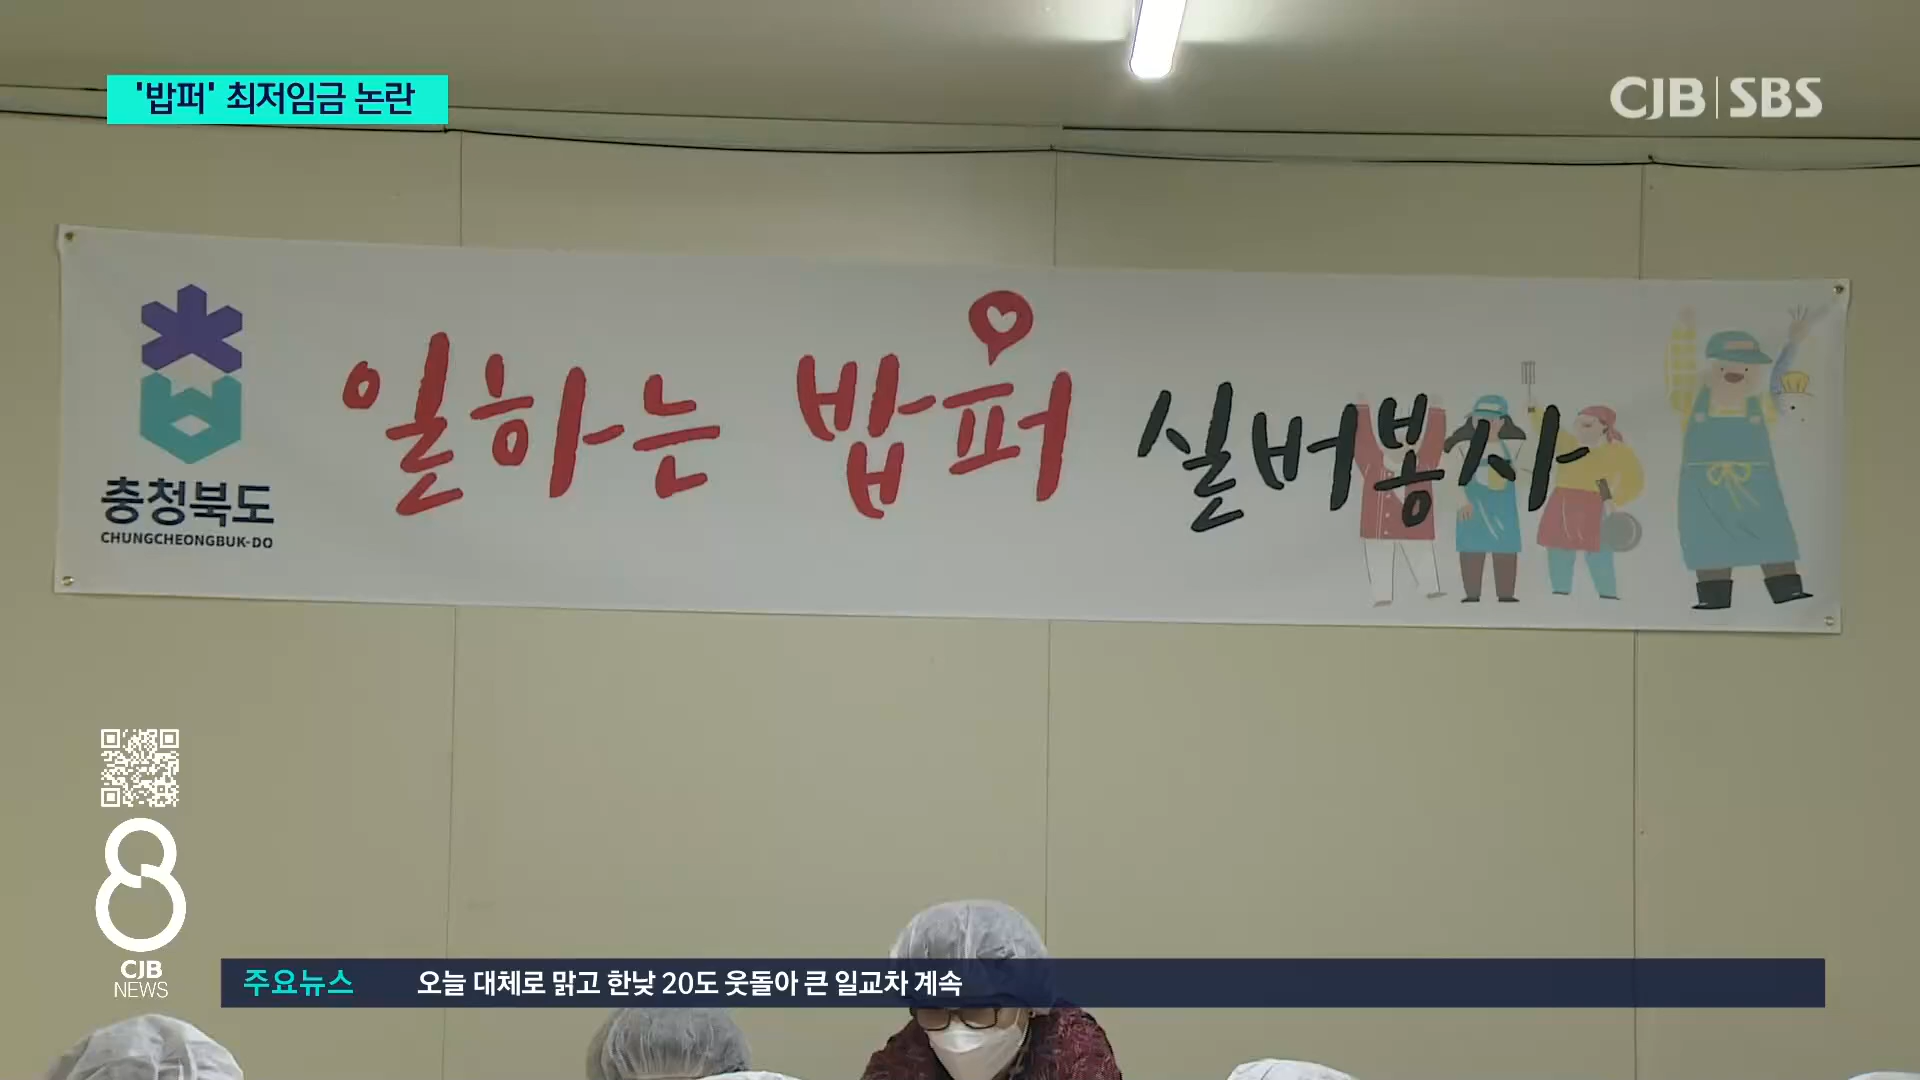 '밥퍼' 최저임금 논란
CJB SBS
일하는 밥퍼 실버봉사
충청북도
CHUNGCHEONGBUK-DO
8
CJB
NEWS
주요뉴스 오늘 대체로 맑고 한낮 20도 웃돌아 큰 일교차 계속